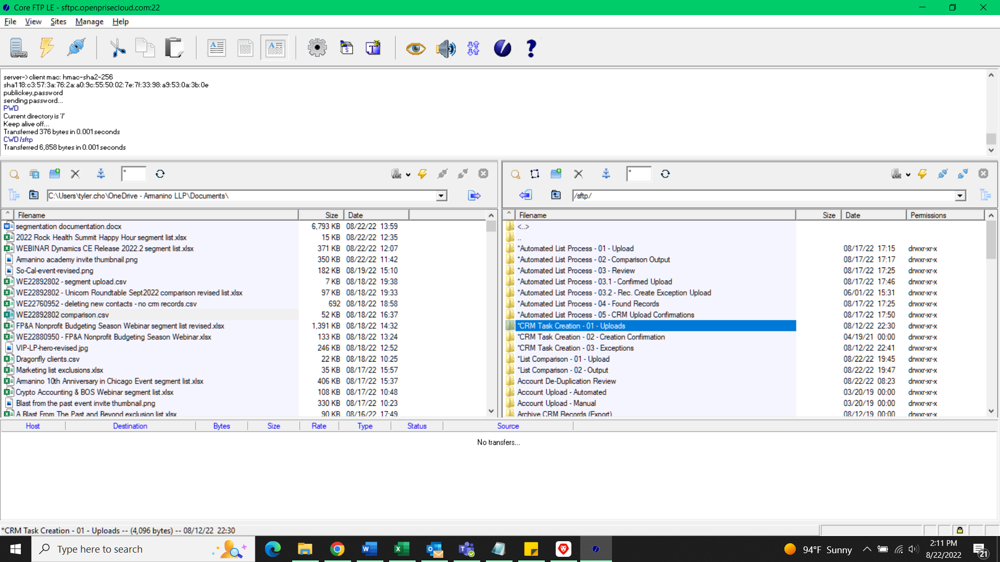 Core FTP LE - sftpc.openprisecloud.com:22
File View Sites Manage Help
server->client mac: hmac-sha2-256
sha118:c3:57:3a:76:2a:a0:9c:55:50:02:7e:7f:33:98:a9:53:0a:3b:0e
publickey,password
sending password...
PWD
Current directory is '/'
Keep alive off...
Transferred 376 bytes in 0.001 seconds
CWD /sftp
Transferred 6,858 bytes in 0.001 seconds
C:\Users\tyler.cho\OneDrive - Armanino LLP\Documents\
Filename Size Date
segmentation documentation.docx 6,793 KB 08/22/22 13:59
2022 Rock Health Summit Happy Hour segment list.xlsx 15 KB 08/22/22 12:35
WEBINAR Dynamics CE Release 2022.2 segment list.xlsx 371 KB 08/22/22 12:07
Armanino academy invite thumbnail.png 350 KB 08/22/22 11:42
So-Cal-event-revised.png 182 KB 08/19/22 15:10
WE22892802 - segment upload.csv 7 KB 08/18/22 19:38
WE22892802 - Unicorn Roundtable Sept2022 comparison revised list.xlsx 97 KB 08/18/22 19:33
WE22760952 - deleting new contacts - no crm records.csv 692 08/18/22 18:58
WE22892802 comparison.csv 52 KB 08/18/22 16:37
FP&A Nonprofit Budgeting Season Webinar segment list revised.xlsx 1,391 KB 08/18/22 14:32
WE22880950 - FP&A Nonprofit Budgeting Season Webinar.xlsx 133 KB 08/18/22 13:24
VIP-LP-hero-revised.jpg 246 KB 08/18/22 12:52
Dragonfly clients.csv 22 KB 08/18/22 10:25
Marketing list exclusions.xlsx 35 KB 08/17/22 15:57
Armanino 10th Anniversary in Chicago Event segment list.xlsx 406 KB 08/17/22 15:37
Crypto Accounting & BOS Webinar segment list.xlsx 108 KB 08/17/22 10:48
Blast from the past event invite thumbnail.png 330 KB 08/17/22 10:23
A Blast From The Past and Beyond exclusion list.xlsx 90 KB 08/16/22 17:49
/sftp/
Filename Size Date Permissions
<..>
..
*Automated List Process - 01 - Upload 08/17/22 17:15 drwxr-xr-x
*Automated List Process - 02 - Comparison Output 08/17/22 17:17 drwxr-xr-x
*Automated List Process - 03 - Review 08/17/22 17:25 drwxr-xr-x
*Automated List Process - 03.1 - Confirmed Upload 08/17/22 17:46 drwxr-xr-x
*Automated List Process - 03.2 - Rec. Create Exception Upload 06/01/22 15:31 drwxr-xr-x
*Automated List Process - 04 - Found Records 08/17/22 17:25 drwxr-xr-x
*Automated List Process - 05 - CRM Upload Confirmations 08/17/22 17:50 drwxr-xr-x
*CRM Task Creation - 01 - Uploads 08/12/22 22:30 drwxr-xr-x
*CRM Task Creation - 02 - Creation Confirmation 04/19/21 00:00 drwxr-xr-x
*CRM Task Creation - 03 - Exceptions 08/12/22 22:41 drwxr-xr-x
*List Comparison - 01 - Upload 08/22/22 19:45 drwxr-xr-x
*List Comparison - 02 - Output 08/22/22 19:47 drwxr-xr-x
Account De-Duplication Review 08/22/22 08:23 drwxr-xr-x
Account Upload - Automated 03/20/19 00:00 drwxr-xr-x
Account Upload - Manual 03/20/19 00:00 drwxr-xr-x
Archive CRM Records (Export) 08/12/19 00:00 drwxr-xr-x
Host Destination Bytes Size Rate Type Status Source
No transfers...
*CRM Task Creation - 01 - Uploads -- (4,096 bytes) -- 08/12/22 22:30
Type here to search
94°F Sunny
2:11 PM
8/22/2022
21